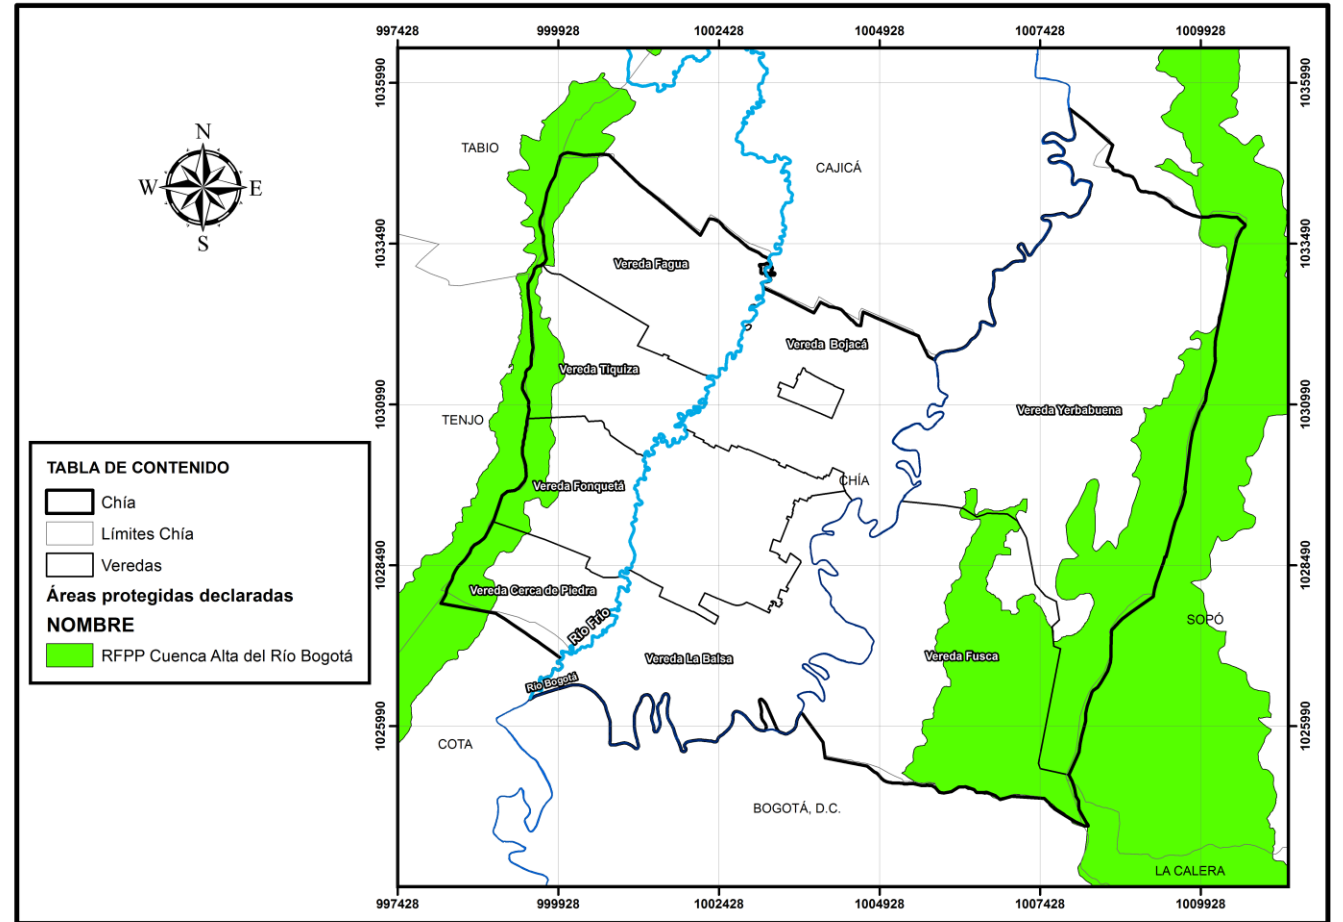 997428 999928 1002428 1004928 1007428 1009928
1035990 1035990
N
W E
S
TABIO
CAJICÁ
1033490 1033490
Vereda Fagua
Vereda Bojacá
Vereda Tiquiza
1030990 1030990
Vereda Yerbabuena
TENJO
TABLA DE CONTENIDO
Chía
Límites Chía
Veredas
Áreas protegidas declaradas
NOMBRE
RFPP Cuenca Alta del Río Bogotá
CHÍA
Vereda Fonquetá
1028490 1028490
Vereda Cerca de Piedra
Río Frío
SOPÓ
Vereda La Balsa
Vereda Fusca
Río Bogotá
1025990 1025990
COTA
BOGOTÁ, D.C.
LA CALERA
997428 999928 1002428 1004928 1007428 1009928